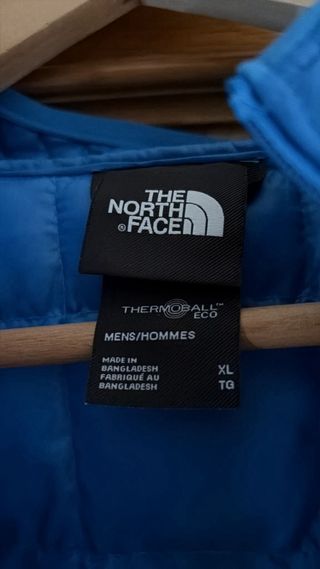 THE
NORTH
®FACE
THERMOBALL™
ECO
MENS/HOMMES
MADE IN
BANGLADESH XL
FABRIQUÉ AU
BANGLADESH TG